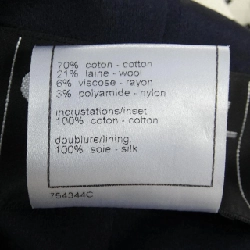 70% coton - cotton
21% laine - wool
6% viscose - rayon
3% polyamide - nylon
incrustations/inset
100% coton - cotton
doublure/lining
100% soie - silk